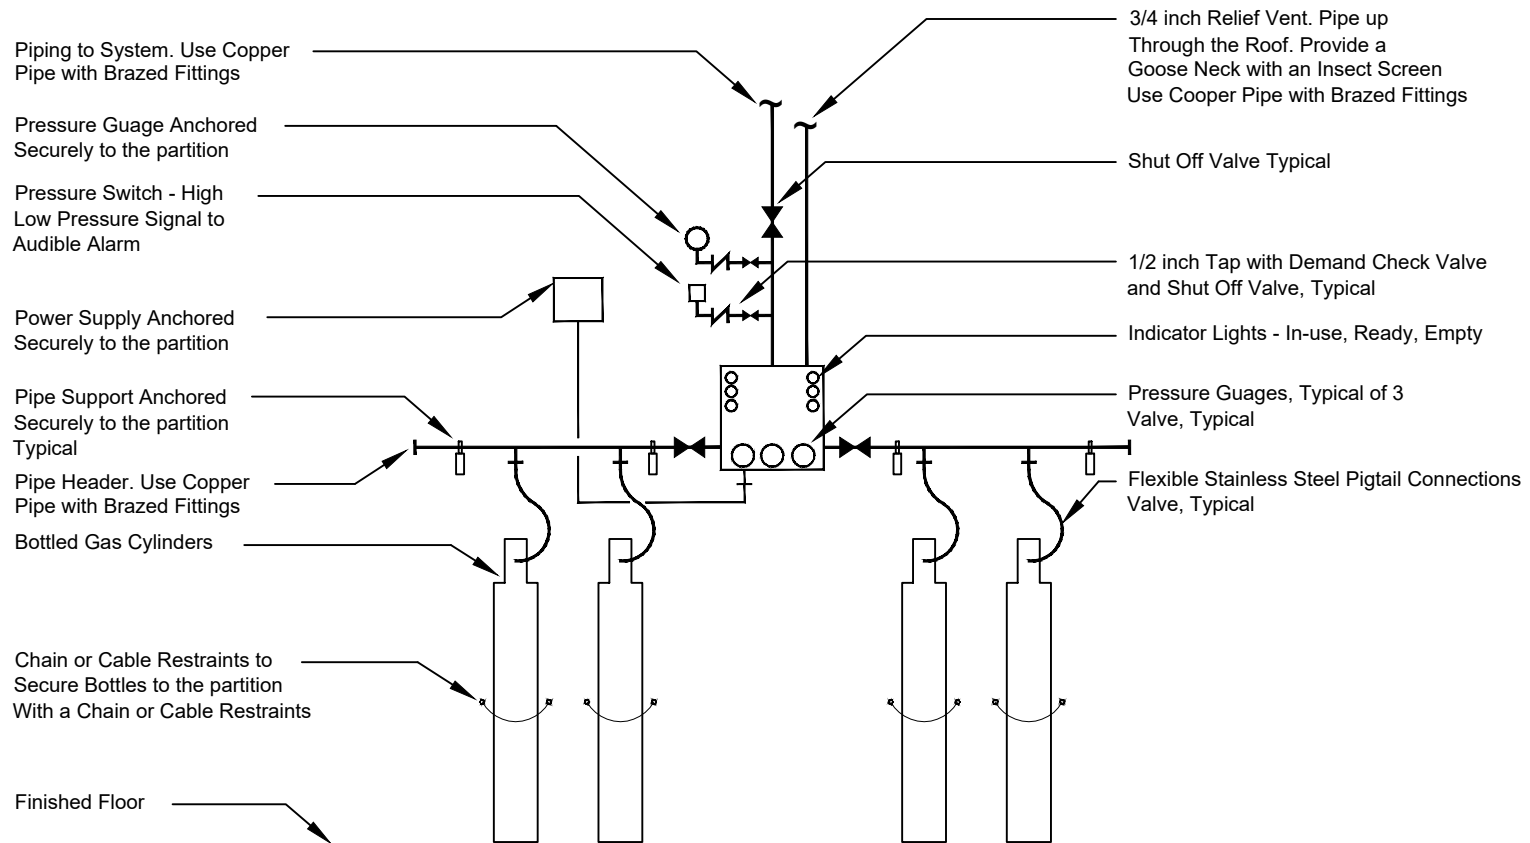 Piping to System. Use Copper
Pipe with Brazed Fittings
Pressure Guage Anchored
Securely to the partition
Pressure Switch - High
Low Pressure Signal to
Audible Alarm
Power Supply Anchored
Securely to the partition
Pipe Support Anchored
Securely to the partition
Typical
Pipe Header. Use Copper
Pipe with Brazed Fittings
Bottled Gas Cylinders
Chain or Cable Restraints to
Secure Bottles to the partition
With a Chain or Cable Restraints
Finished Floor
3/4 inch Relief Vent. Pipe up
Through the Roof. Provide a
Goose Neck with an Insect Screen
Use Cooper Pipe with Brazed Fittings
Shut Off Valve Typical
1/2 inch Tap with Demand Check Valve
and Shut Off Valve, Typical
Indicator Lights - In-use, Ready, Empty
Pressure Guages, Typical of 3
Valve, Typical
Flexible Stainless Steel Pigtail Connections
Valve, Typical